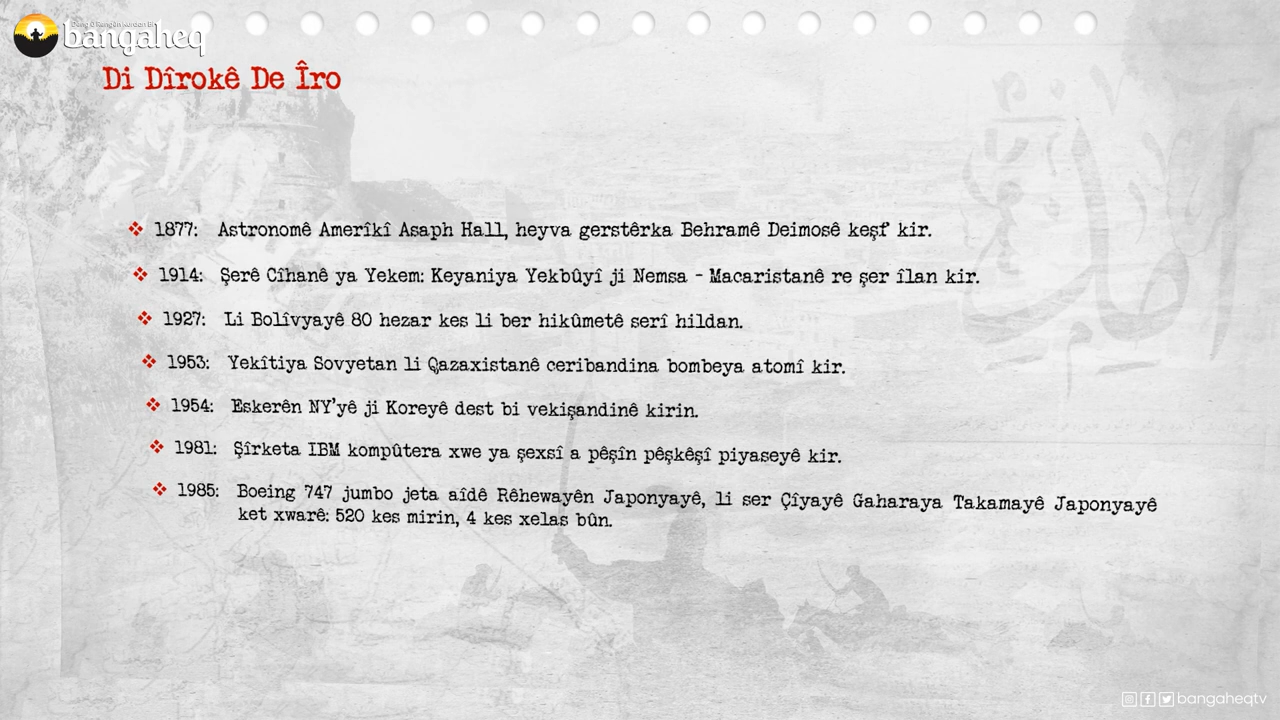 bangaheq
Di Dîrokê De Îro
1877: Astronomê Amerîkî Asaph Hall, heyva gerstêrka Behramê Deimosê keşf kir.
1914: Şerê Cîhanê ya Yekem: Keyaniya Yekbûyî ji Nemsa - Macaristanê re şer îlan kir.
1927: Li Bolîvyayê 80 hezar kes li ber hikûmetê serî hildan.
1953: Yekîtiya Sovyetan li Qazaxistanê ceribandina bombeya atomî kir.
1954: Eskerên NY'yê ji Koreyê dest bi vekişandinê kirin.
1981: Şîrketa IBM kompûtera xwe ya şexsî a pêşîn pêşkêşî piyaseyê kir.
1985: Boeing 747 jumbo jeta aîdê Rêhewayên Japonyayê, li ser Çîyayê Gaharaya Takamayê Japonyayê
ket xwarê: 520 kes mirin, 4 kes xelas bûn.
bangaheqtv